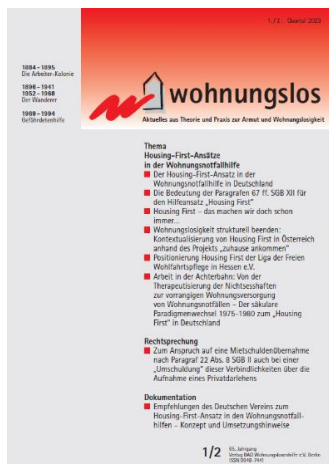 1./2. Quartal 2023
1884–1895
Die Arbeiter-Kolonie
1896–1941
1952–1968
Der Wanderer
1969–1994
Gefährdetenhilfe
wohnungslos
Aktuelles aus Theorie und Praxis zur Armut und Wohnungslosigkeit
Thema
Housing-First-Ansätze
in der Wohnungsnotfallhilfe
Der Housing-First-Ansatz in der
Wohnungsnotfallhilfe in Deutschland
Die Bedeutung der Paragrafen 67 ff. SGB XII für
den Hilfeansatz „Housing First"
Housing First – das machen wir doch schon
immer...
Wohnungslosigkeit strukturell beenden:
Kontextualisierung von Housing First in Österreich
anhand des Projekts „zuhause ankommen"
Positionierung Housing First der Liga der Freien
Wohlfahrtspflege in Hessen e.V.
Arbeit in der Achterbahn: Von der
Therapeutisierung der Nichtsesshaften
zur vorrangigen Wohnungsversorgung
von Wohnungsnotfällen – Der säkulare
Paradigmenwechsel 1975–1980 zum „Housing
First" in Deutschland
Rechtsprechung
Zum Anspruch auf eine Mietschuldenübernahme
nach Paragraf 22 Abs. 8 SGB II auch bei einer
„Umschuldung" dieser Verbindlichkeiten über die
Aufnahme eines Privatdarlehens
Dokumentation
Empfehlungen des Deutschen Vereins zum
Housing-First-Ansatz in den Wohnungsnotfall-
hilfen – Konzept und Umsetzungshinweise
1/2
65. Jahrgang
Verlag BAG Wohnungslosenhilfe e.V. Berlin
ISSN 0948-7441